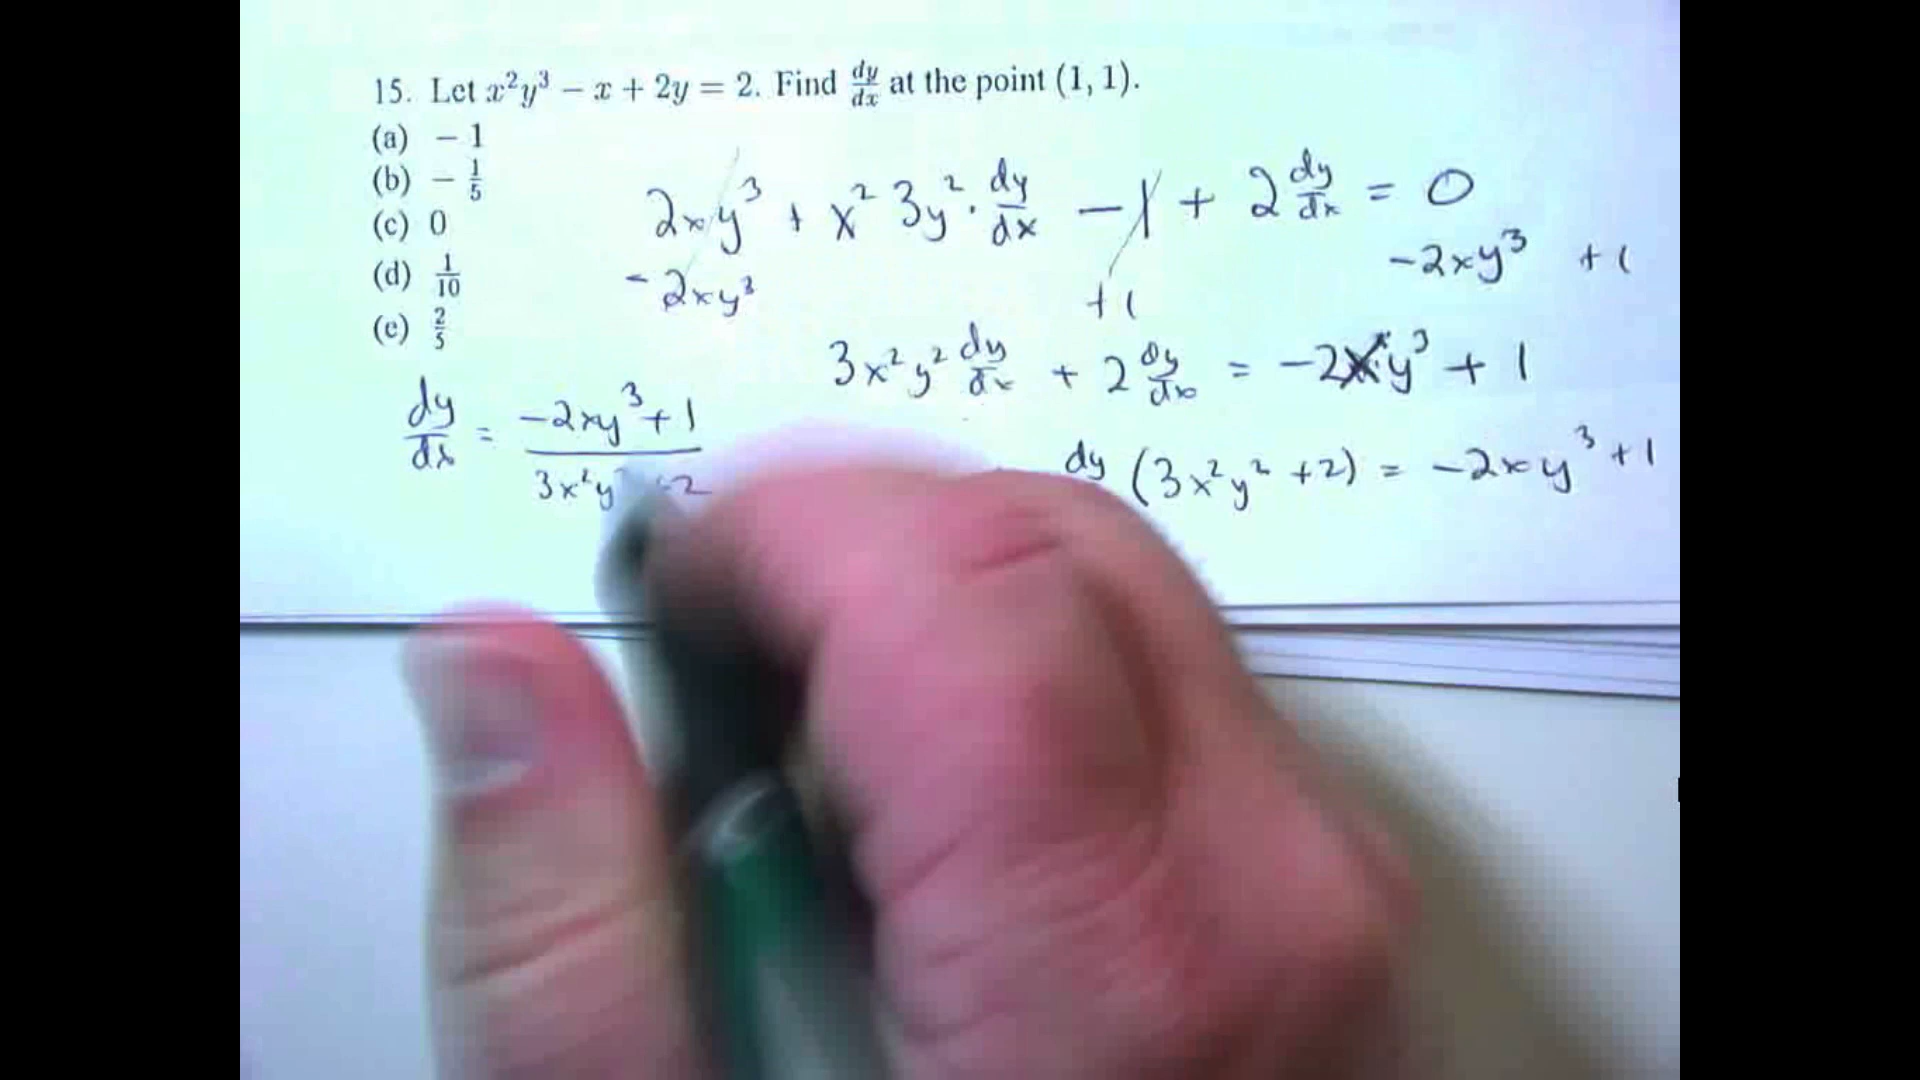 15. Let x²y³ − x + 2y = 2. Find dy/dx at the point (1, 1).
(a) − 1
(b) − 1/5
(c) 0
(d) 1/10
(e) 2/5
2xy³ + x² 3y² · dy/dx − 1 + 2 dy/dx = 0
−2xy³ +1 −2xy³ +1
3x²y² dy/dx + 2 dy/dx = −2xy³ + 1
dy (3x²y² +2) = −2xy³ +1
dy/dx = −2xy³+1 / 3x²y